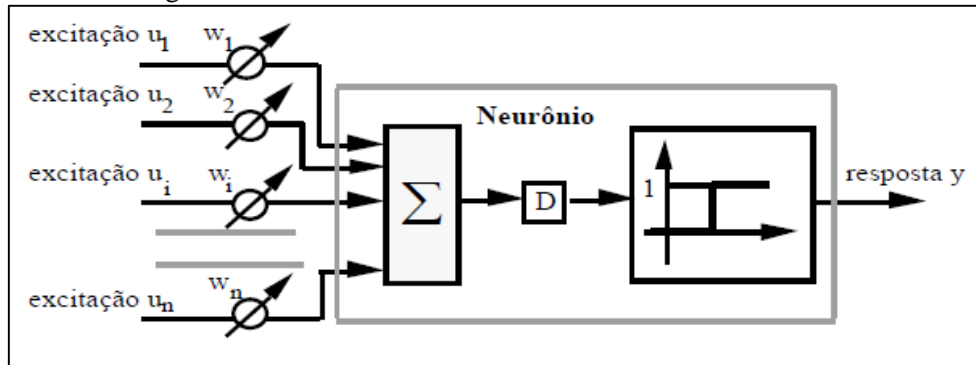 excitação u1 w1
excitação u2 w2
Neurônio
excitação ui wi
Σ
D
1
resposta y
excitação un wn